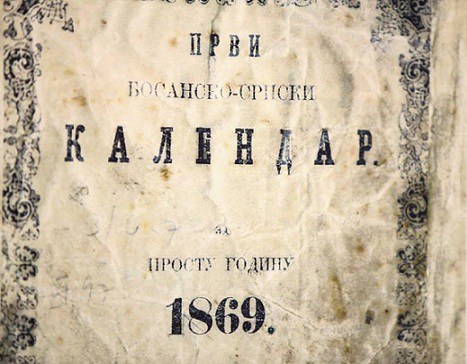 ПРВИ
БОСАНСКО-СРПСКИ
КАЛЕНДАР.
ЗА
ПРОСТУ ГОДИНУ
1869.